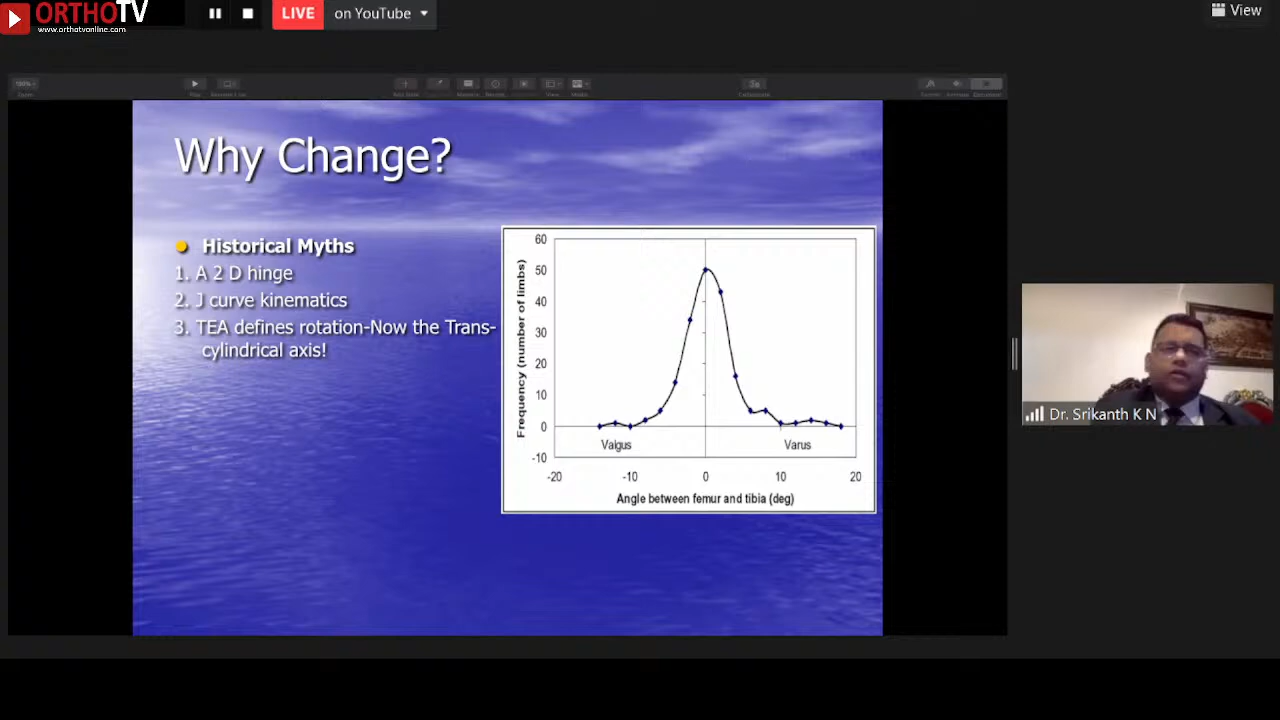 ORTHOTV
www.orthotvonline.com
LIVE
on YouTube
View
Why Change?
Historical Myths
1. A 2 D hinge
2. J curve kinematics
3. TEA defines rotation-Now the Trans-
cylindrical axis!
Frequency (number of limbs)
60
50
40
30
20
10
0
-10
Valgus
Varus
-20
-10
0
10
20
Angle between femur and tibia (deg)
Dr. Srikanth K N